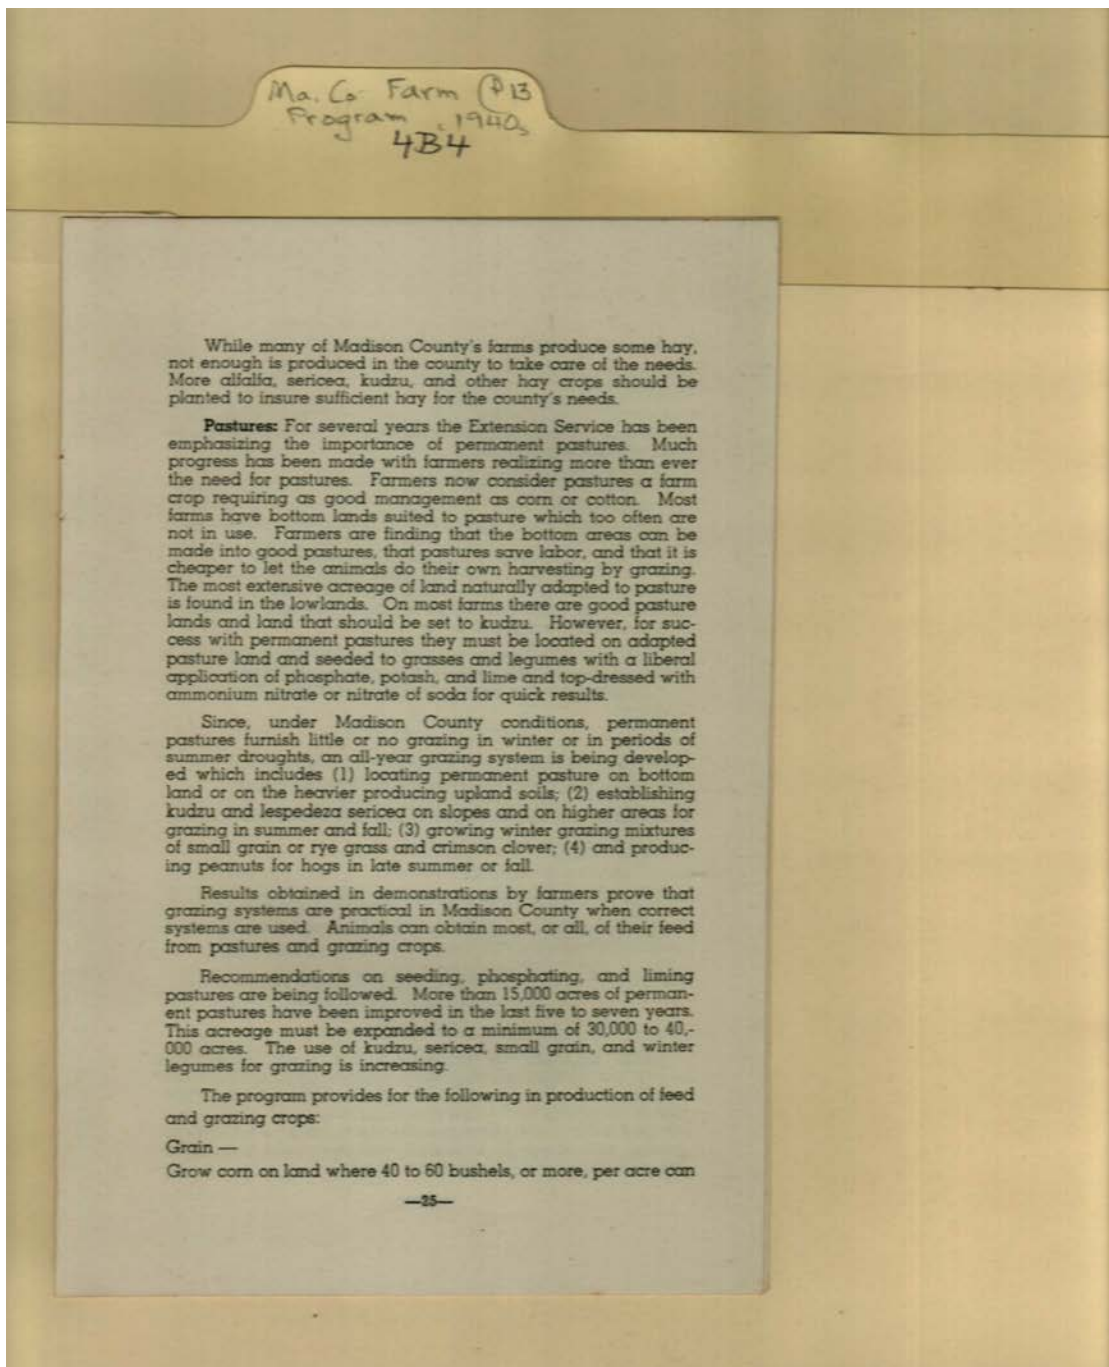 Ma. Co. Farm P 13
Program, 1940s
4B4
While many of Madison County's farms produce some hay,
not enough is produced in the county to take care of the needs.
More alfalfa, sericea, kudzu, and other hay crops should be
planted to insure sufficient hay for the county's needs.
Pastures: For several years the Extension Service has been
emphasizing the importance of permanent pastures. Much
progress has been made with farmers realizing more than ever
the need for pastures. Farmers now consider pastures a farm
crop requiring as good management as corn or cotton. Most
farms have bottom lands suited to pasture which too often are
not in use. Farmers are finding that the bottom areas can be
made into good pastures, that pastures save labor, and that it is
cheaper to let the animals do their own harvesting by grazing.
The most extensive acreage of land naturally adapted to pasture
is found in the lowlands. On most farms there are good pasture
lands and land that should be set to kudzu. However, for suc-
cess with permanent pastures they must be located on adapted
pasture land and seeded to grasses and legumes with a liberal
application of phosphate, potash, and lime and top-dressed with
ammonium nitrate or nitrate of soda for quick results.
Since, under Madison County conditions, permanent
pastures furnish little or no grazing in winter or in periods of
summer droughts, an all-year grazing system is being develop-
ed which includes (1) locating permanent pasture on bottom
land or on the heavier producing upland soils; (2) establishing
kudzu and lespedeza sericea on slopes and on higher areas for
grazing in summer and fall; (3) growing winter grazing mixtures
of small grain or rye grass and crimson clover; (4) and produc-
ing peanuts for hogs in late summer or fall.
Results obtained in demonstrations by farmers prove that
grazing systems are practical in Madison County when correct
systems are used. Animals can obtain most, or all, of their feed
from pastures and grazing crops.
Recommendations on seeding, phosphating, and liming
pastures are being followed. More than 15,000 acres of perman-
ent pastures have been improved in the last five to seven years.
This acreage must be expanded to a minimum of 30,000 to 40,-
000 acres. The use of kudzu, sericea, small grain, and winter
legumes for grazing is increasing.
The program provides for the following in production of feed
and grazing crops:
Grain —
Grow corn on land where 40 to 60 bushels, or more, per acre can
—25—